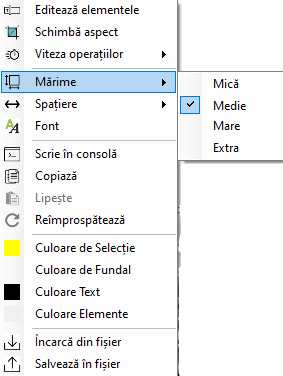 Editează elementele
Schimbă aspect
Viteza operațiilor
Mărime
Spațiere
Font
Scrie în consolă
Copiază
Lipește
Reîmprospătează
Culoare de Selecție
Culoare de Fundal
Culoare Text
Culoare Elemente
Încarcă din fișier
Salvează în fișier
Mică
Medie
Mare
Extra